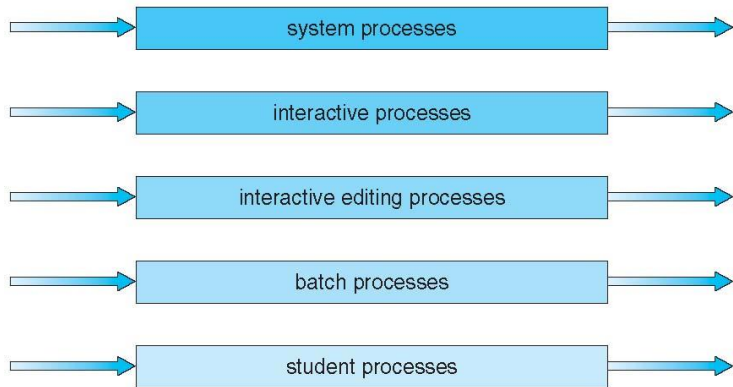 system processes
interactive processes
interactive editing processes
batch processes
student processes